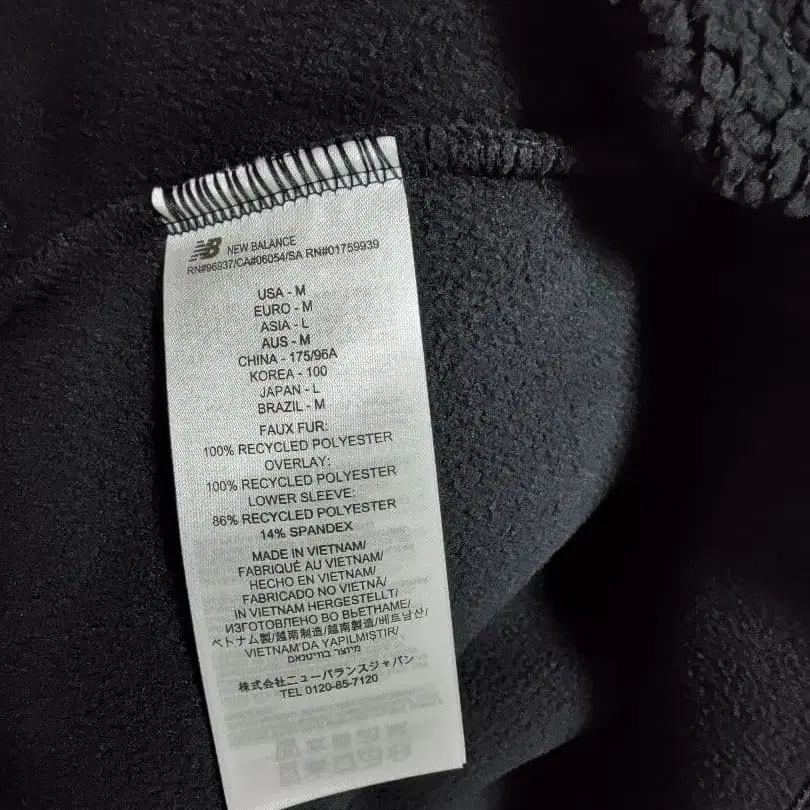 NB NEW BALANCE
RN#96937/CA#06054/SA RN#01759939
USA - M
EURO - M
ASIA - L
AUS - M
CHINA - 175/96A
KOREA - 100
JAPAN - L
BRAZIL - M
FAUX FUR:
100% RECYCLED POLYESTER
OVERLAY:
100% RECYCLED POLYESTER
LOWER SLEEVE:
86% RECYCLED POLYESTER
14% SPANDEX
MADE IN VIETNAM/
FABRIQUÉ AU VIETNAM/
HECHO EN VIETNAM/
FABRICADO NO VIETNÃ/
IN VIETNAM HERGESTELLT/
ИЗГОТОВЛЕНО ВО ВЬЕТНАМЕ/
ベトナム製/越南制造/越南製造/베트남산/
VIETNAM'DA YAPILMIŞTIR/
מיוצר בווייטנאם
株式会社ニューバランスジャパン
TEL 0120-85-7120